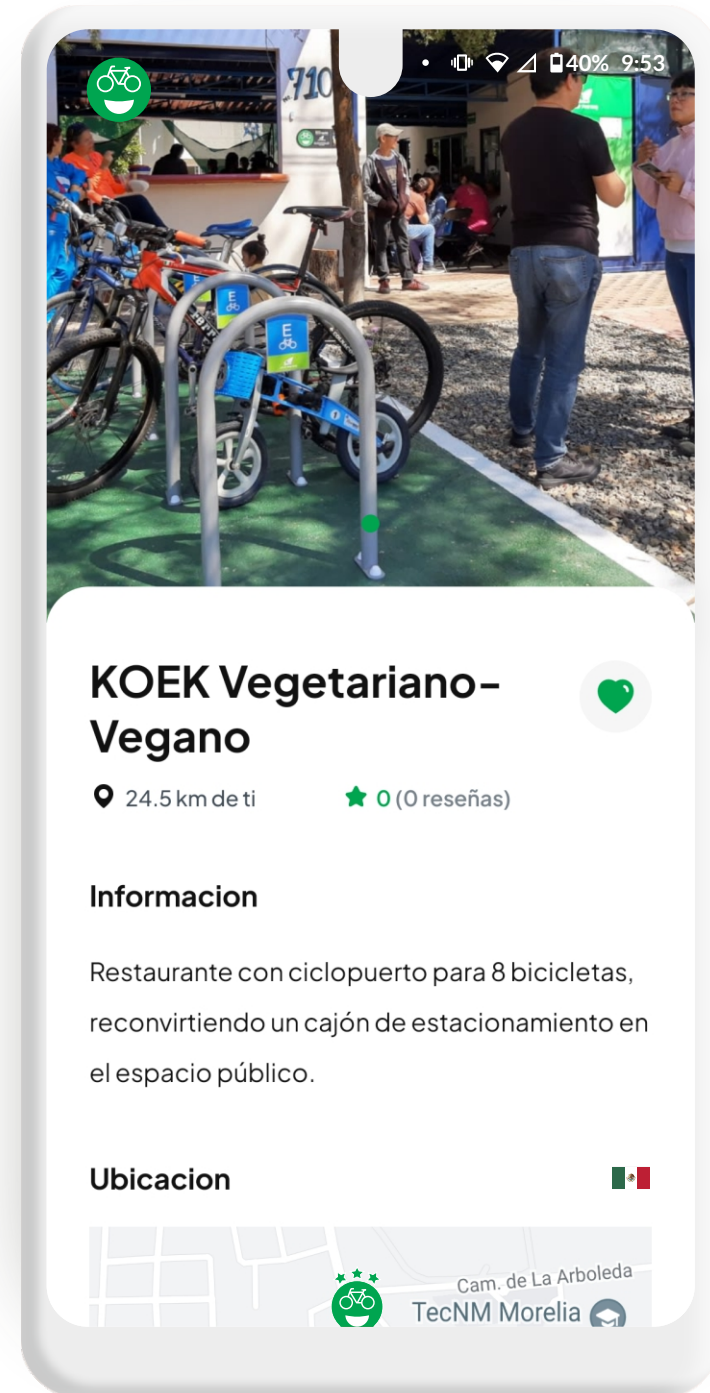 40% 9:53
710
E
E
KOEK Vegetariano-
Vegano
24.5 km de ti
0 (0 reseñas)
Informacion
Restaurante con ciclopuerto para 8 bicicletas,
reconvirtiendo un cajón de estacionamiento en
el espacio público.
Ubicacion
Cam. de La Arboleda
TecNM Morelia